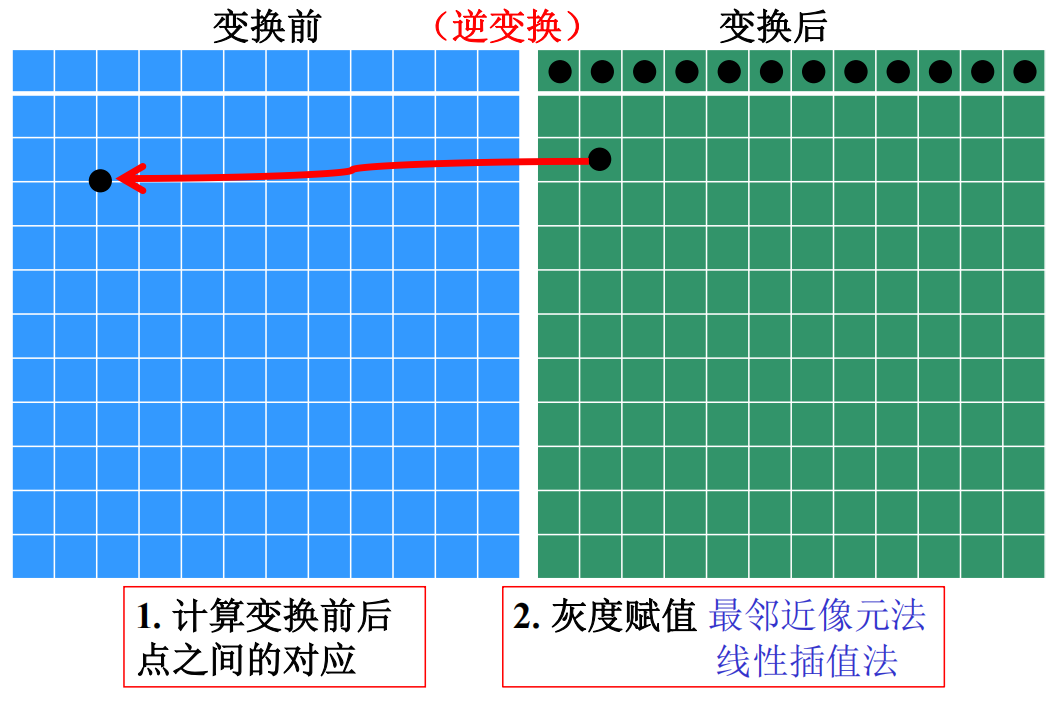 变换前 （逆变换） 变换后
1. 计算变换前后
点之间的对应
2. 灰度赋值 最邻近像元法
线性插值法